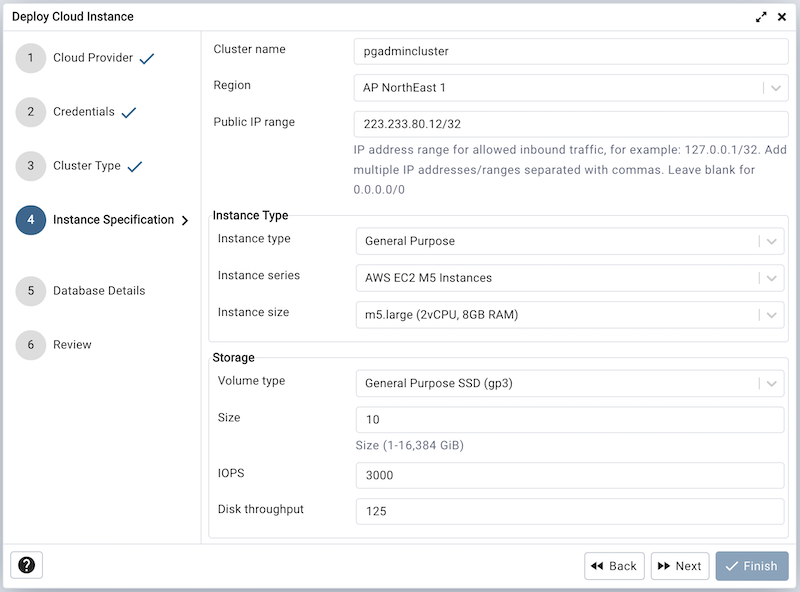 Deploy Cloud Instance
1 Cloud Provider
2 Credentials
3 Cluster Type
4 Instance Specification
5 Database Details
6 Review
Cluster name pgadmincluster
Region AP NorthEast 1
Public IP range 223.233.80.12/32
IP address range for allowed inbound traffic, for example: 127.0.0.1/32. Add
multiple IP addresses/ranges separated with commas. Leave blank for
0.0.0.0/0
Instance Type
Instance type General Purpose
Instance series AWS EC2 M5 Instances
Instance size m5.large (2vCPU, 8GB RAM)
Storage
Volume type General Purpose SSD (gp3)
Size 10
Size (1-16,384 GiB)
IOPS 3000
Disk throughput 125
? Back Next Finish